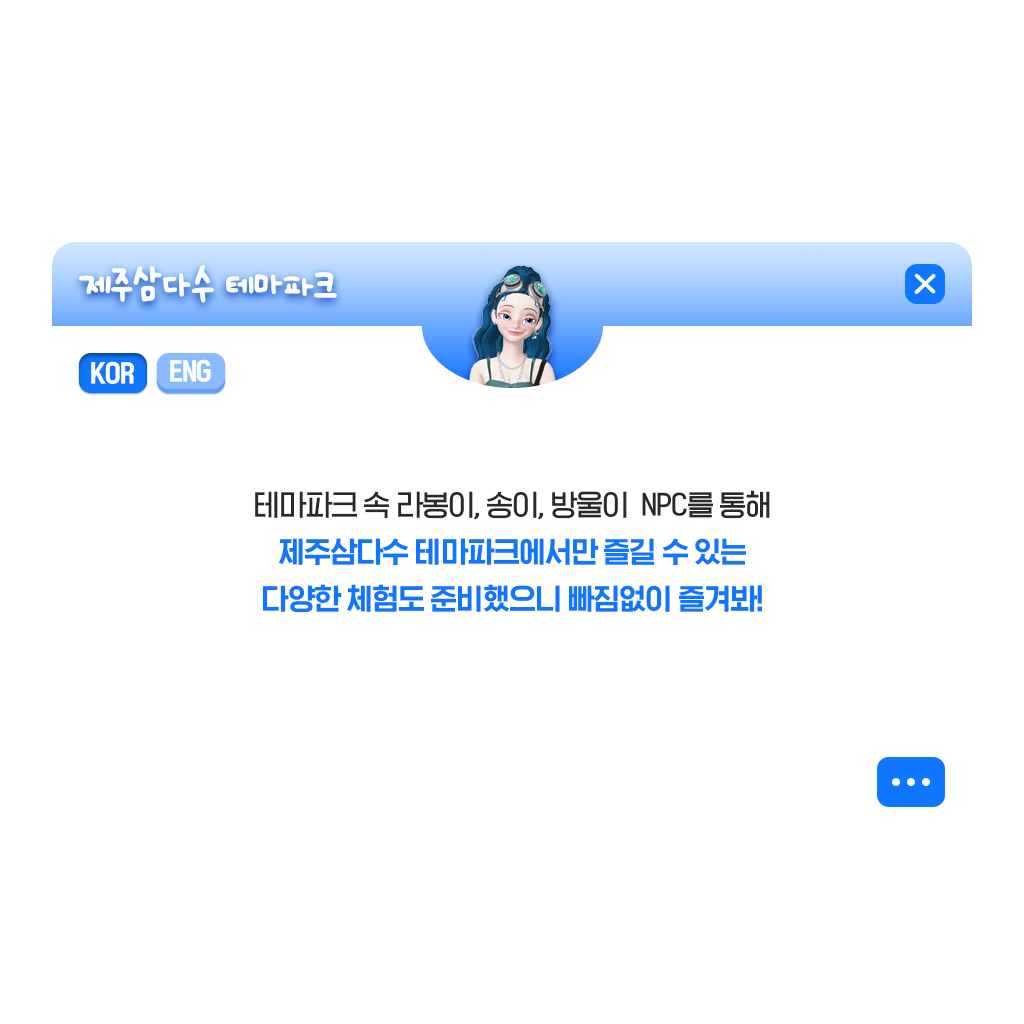 제주삼다수 테마파크
KOR ENG
테마파크 속 라봉이, 송이, 방울이 NPC를 통해
제주삼다수 테마파크에서만 즐길 수 있는
다양한 체험도 준비했으니 빠짐없이 즐겨봐!